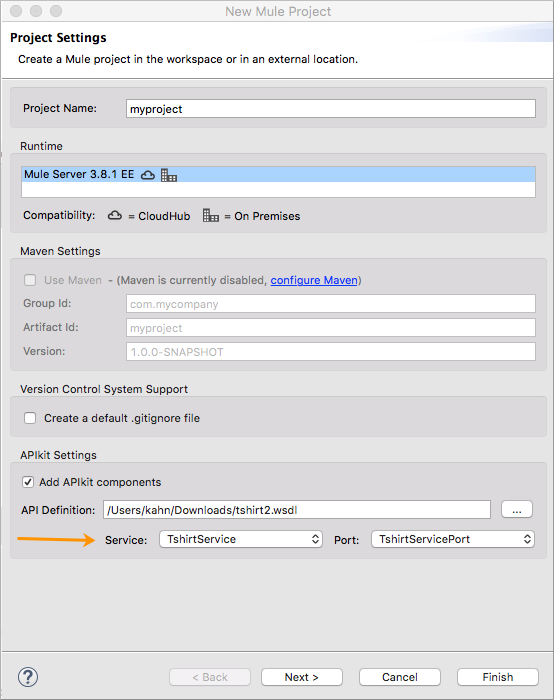 New Mule Project
Project Settings
Create a Mule project in the workspace or in an external location.
Project Name: myproject
Runtime
Mule Server 3.8.1 EE
Compatibility: = CloudHub = On Premises
Maven Settings
Use Maven - (Maven is currently disabled, configure Maven)
Group Id: com.mycompany
Artifact Id: myproject
Version: 1.0.0-SNAPSHOT
Version Control System Support
Create a default .gitignore file
APIkit Settings
Add APIkit components
API Definition: /Users/kahn/Downloads/tshirt2.wsdl ...
Service: TshirtService Port: TshirtServicePort
? < Back Next > Cancel Finish